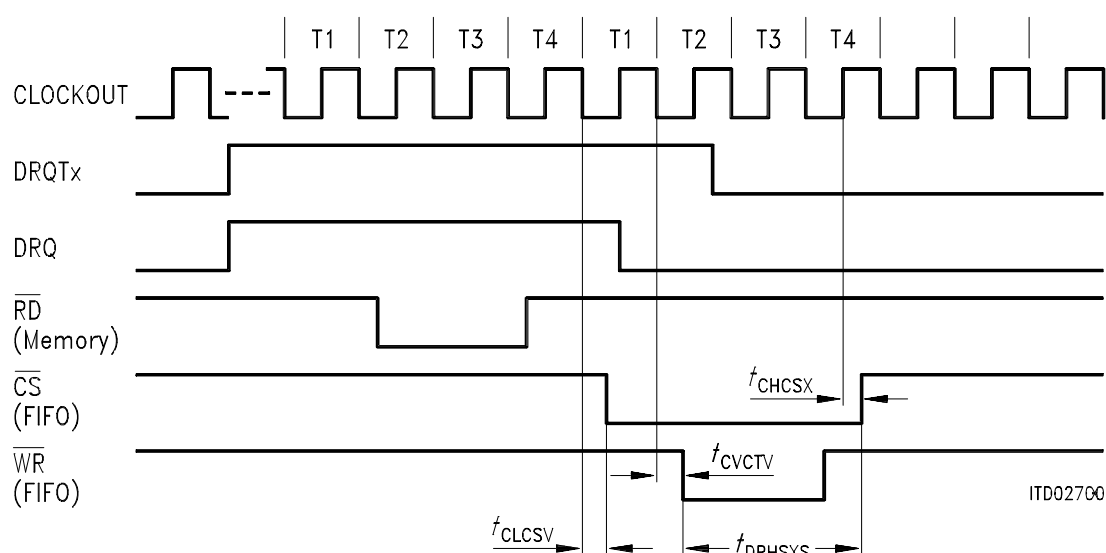 T1 T2 T3 T4 T1 T2 T3 T4
CLOCKOUT
DRQTx
DRQ
RD
(Memory)
CS
(FIFO)
tCHCSX
WR
(FIFO)
tCVCTV
ITD02700
tCLCSV
tDRHSXS